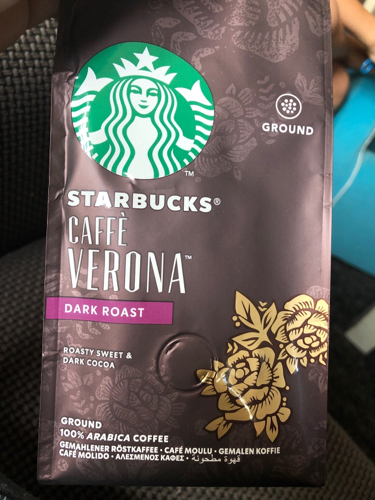 GROUND
TM
STARBUCKS®
CAFFÈ
VERONA™
DARK ROAST
ROASTY SWEET &
DARK COCOA
GROUND
100% ARABICA COFFEE
GEMAHLENER RÖSTKAFFEE • CAFÉ MOULU • GEMALEN KOFFIE
CAFÉ MOLIDO • ΑΛΕΣΜΕΝΟΣ ΚΑΦΕΣ • قهوة مطحونة